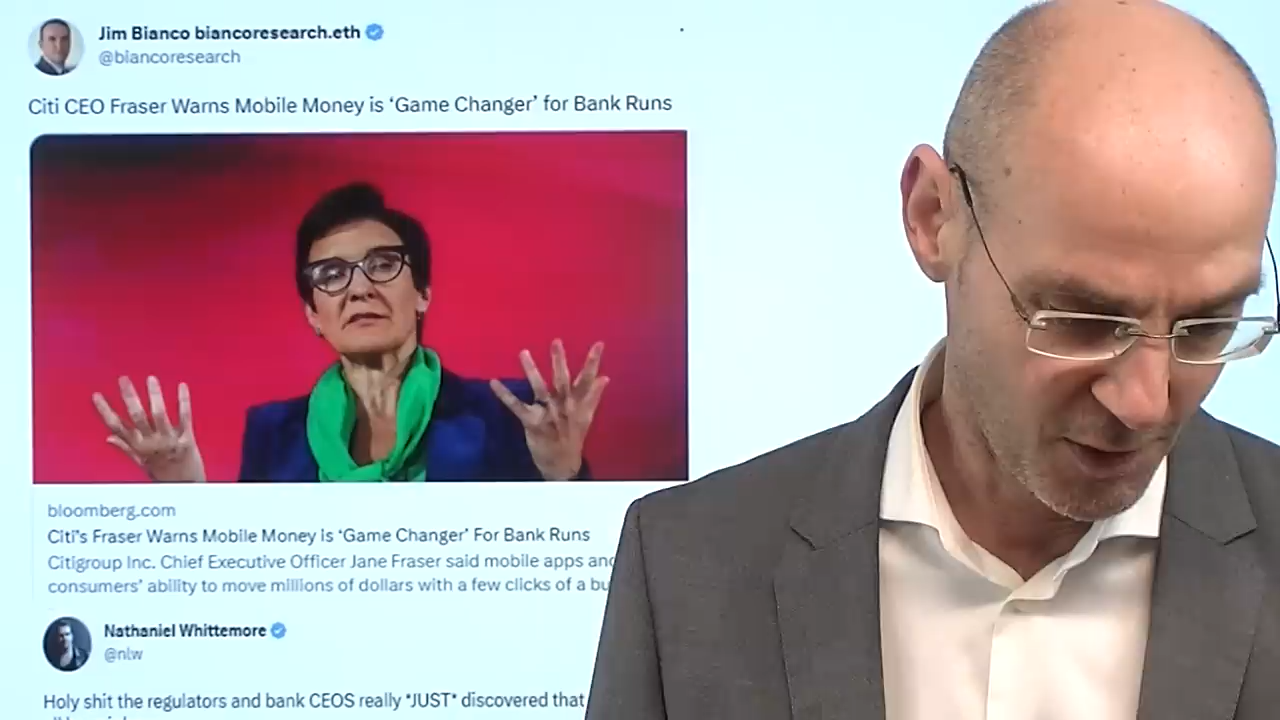 Jim Bianco biancoresearch.eth
@biancoresearch
Citi CEO Fraser Warns Mobile Money is ‘Game Changer’ for Bank Runs
bloomberg.com
Citi's Fraser Warns Mobile Money is ‘Game Changer’ For Bank Runs
Citigroup Inc. Chief Executive Officer Jane Fraser said mobile apps and
consumers’ ability to move millions of dollars with a few clicks of a bu
Nathaniel Whittemore
@nlw
Holy shit the regulators and bank CEOS really *JUST* discovered that